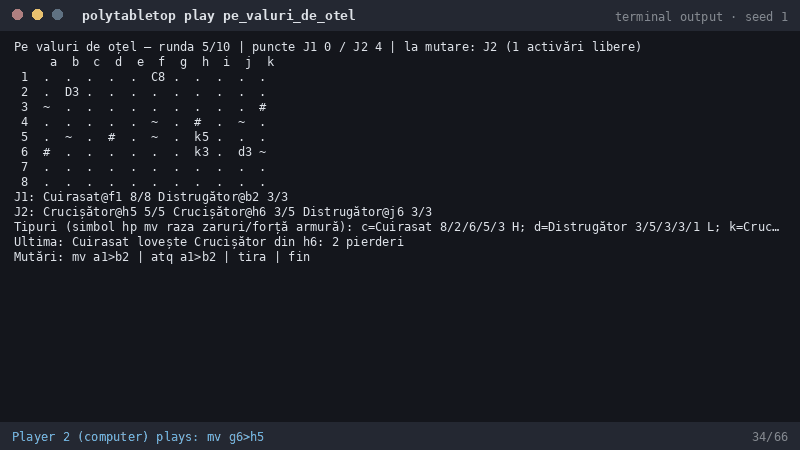 polytabletop play pe_valuri_de_otel
terminal output · seed 1
Pe valuri de oțel — runda 5/10 | puncte J1 0 / J2 4 | la mutare: J2 (1 activări libere)
a b c d e f g h i j k
1 . . . . . C8 . . . . .
2 . D3 . . . . . . . . .
3 ~ . . . . . . . . . #
4 . . . . . ~ . # . ~ .
5 . ~ . # . ~ . k5 . . .
6 # . . . . . . k3 . d3 ~
7 . . . . . . . . . . .
8 . . . . . . . . . . .
J1: Cuirasat@f1 8/8 Distrugător@b2 3/3
J2: Crucișător@h5 5/5 Crucișător@h6 3/5 Distrugător@j6 3/3
Tipuri (simbol hp mv raza zaruri/forță armură): c=Cuirasat 8/2/6/5/3 H; d=Distrugător 3/5/3/3/1 L; k=Cruc…
Ultima: Cuirasat lovește Crucișător din h6: 2 pierderi
Mutări: mv a1>b2 | atq a1>b2 | tira | fin
Player 2 (computer) plays: mv g6>h5
34/66